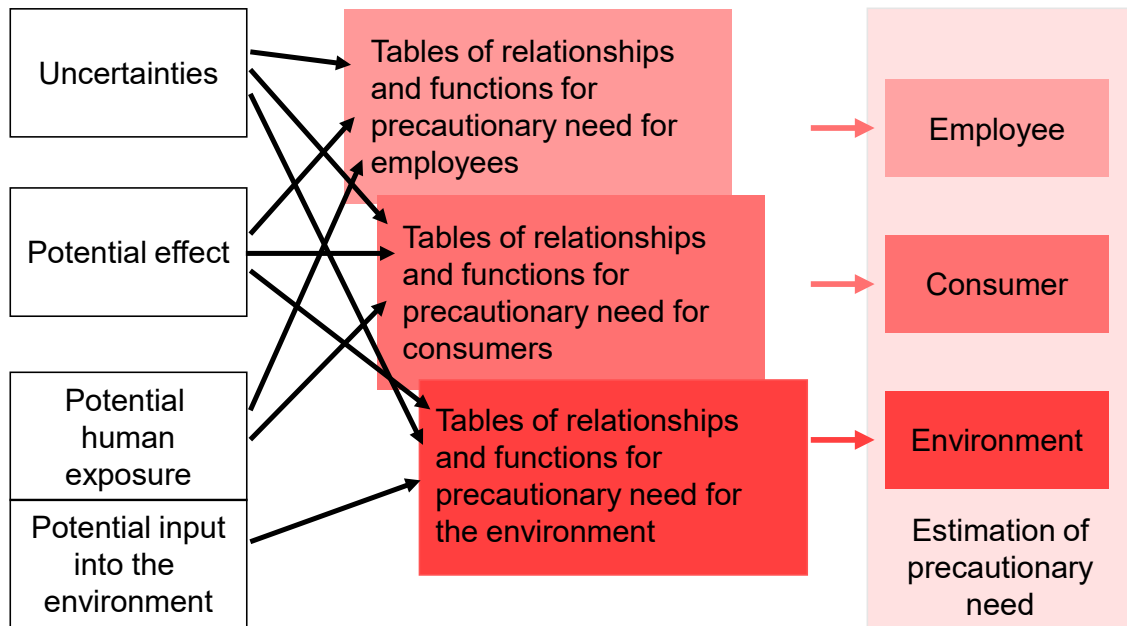 Uncertainties
Potential effect
Potential
human
exposure
Potential input
into the
environment
Tables of relationships
and functions for
precautionary need for
employees
Tables of relationships
and functions for
precautionary need for
consumers
Tables of relationships
and functions for
precautionary need for
the environment
Employee
Consumer
Environment
Estimation of
precautionary
need